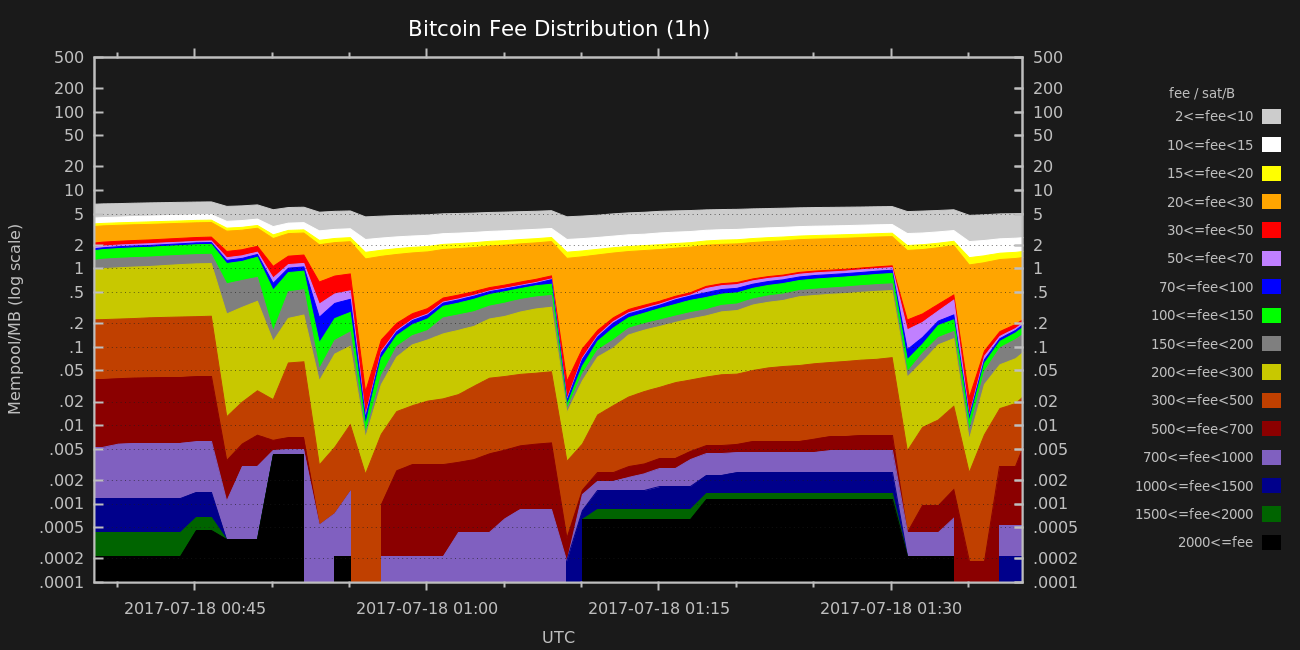 Bitcoin Fee Distribution (1h)
500 500
200 200
100 100
50 50
20 20
10 10
5 5
2 2
1 1
.5 .5
.2 .2
.1 .1
.05 .05
.02 .02
.01 .01
.005 .005
.002 .002
.001 .001
.0005 .0005
.0002 .0002
.0001 .0001
Mempool/MB (log scale)
2017-07-18 00:45 2017-07-18 01:00 2017-07-18 01:15 2017-07-18 01:30
UTC
fee / sat/B
2<=fee<10
10<=fee<15
15<=fee<20
20<=fee<30
30<=fee<50
50<=fee<70
70<=fee<100
100<=fee<150
150<=fee<200
200<=fee<300
300<=fee<500
500<=fee<700
700<=fee<1000
1000<=fee<1500
1500<=fee<2000
2000<=fee